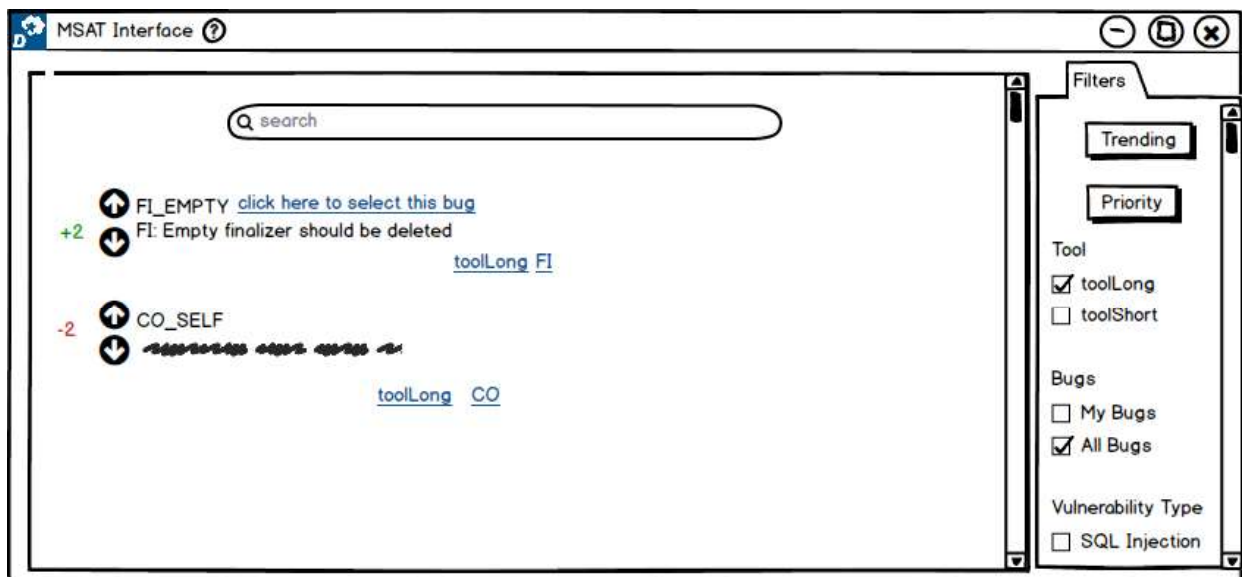 D MSAT Interface ?
search
FI_EMPTY click here to select this bug
+2 FI: Empty finalizer should be deleted
toolLong FI
-2 CO_SELF
toolLong CO
Filters
Trending
Priority
Tool
toolLong
toolShort
Bugs
My Bugs
All Bugs
Vulnerability Type
SQL Injection